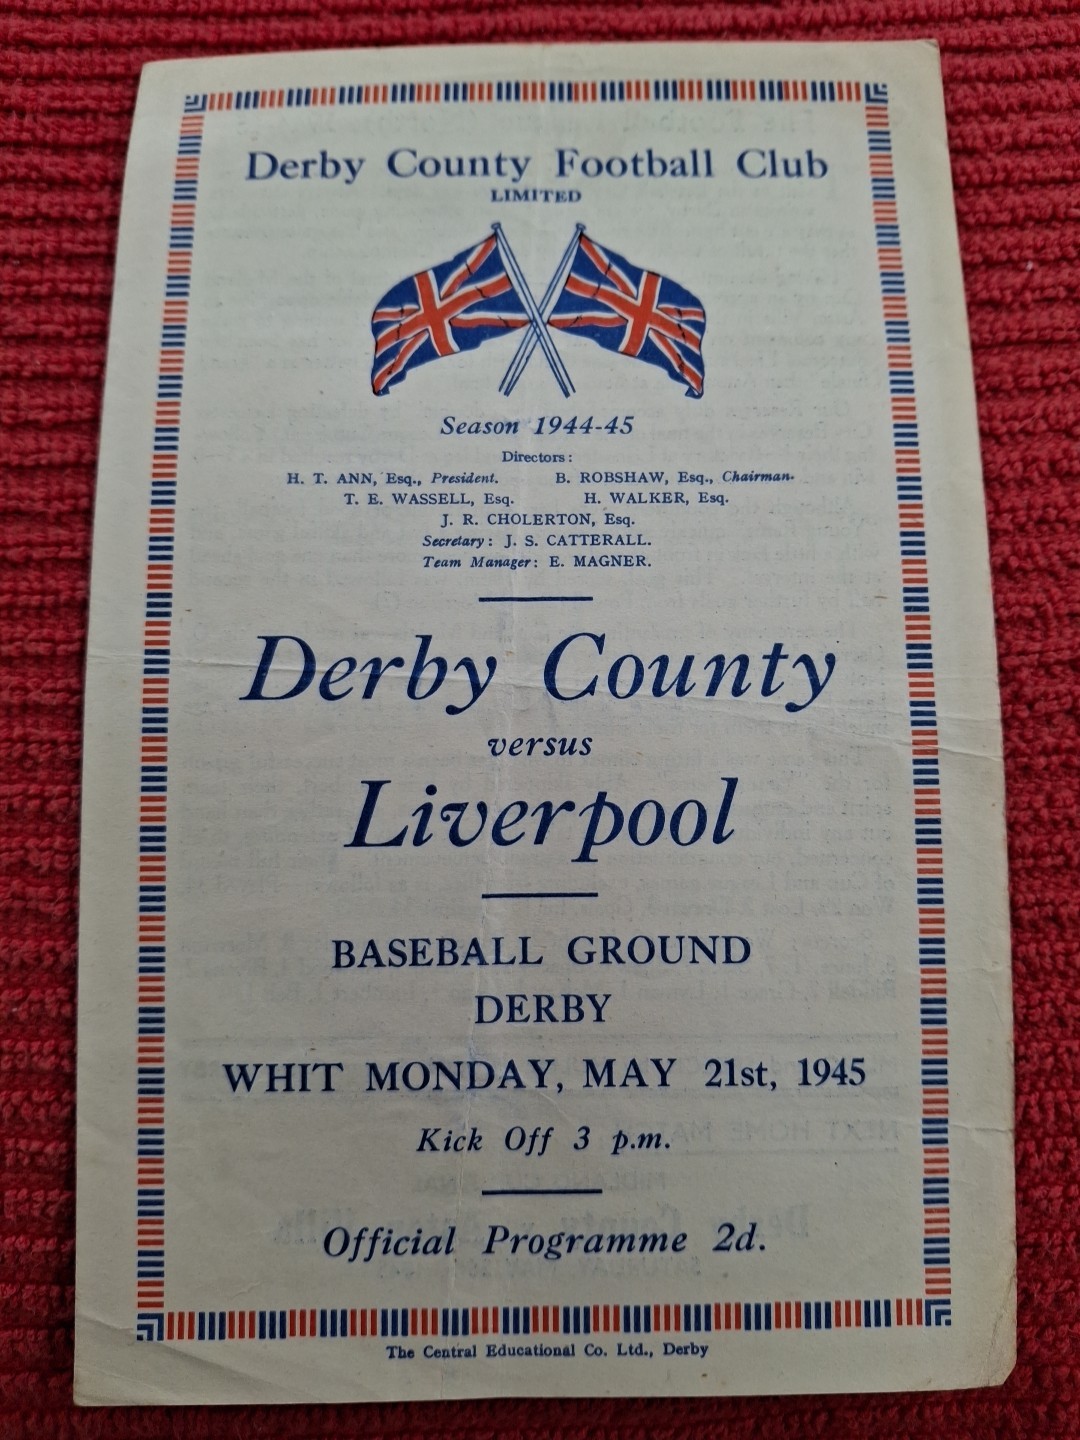 Derby County Football Club
LIMITED
Season 1944-45
Directors:
H. T. ANN, Esq., President. B. ROBSHAW, Esq., Chairman.
T. E. WASSELL, Esq. H. WALKER, Esq.
J. R. CHOLERTON, Esq.
Secretary: J. S. CATTERALL.
Team Manager: E. MAGNER.
Derby County
versus
Liverpool
BASEBALL GROUND
DERBY
WHIT MONDAY, MAY 21st, 1945
Kick Off 3 p.m.
Official Programme 2d.
The Central Educational Co. Ltd., Derby